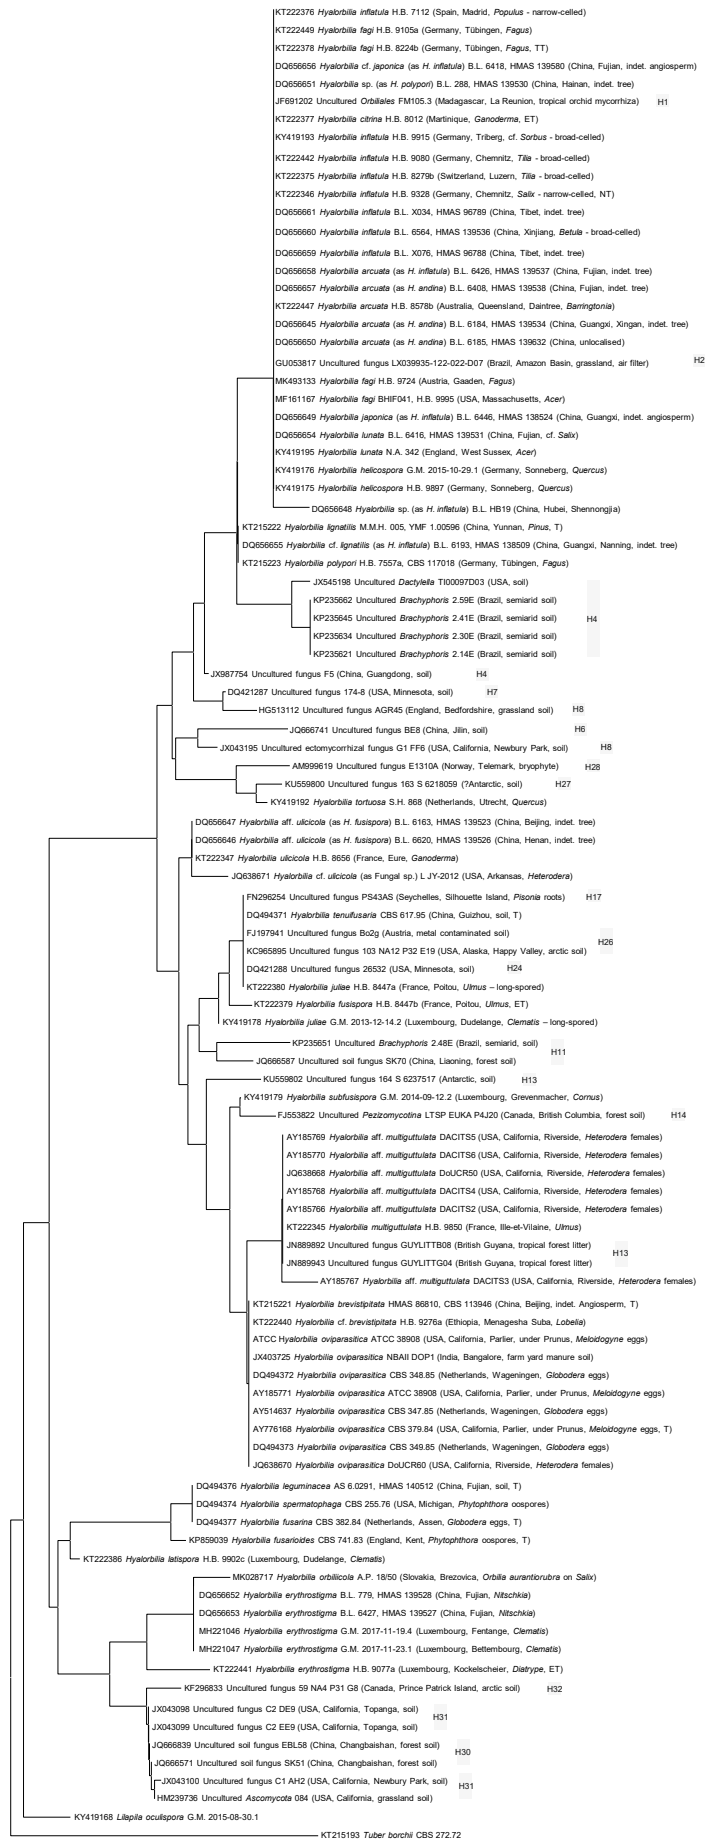 KT222376 Hyalorbilia inflatula H.B. 7112 (Spain, Madrid, Populus - narrow-celled)
KT222449 Hyalorbilia fagi H.B. 9105a (Germany, Tübingen, Fagus)
KT222378 Hyalorbilia fagi H.B. 8224b (Germany, Tübingen, Fagus, TT)
DQ656656 Hyalorbilia cf. japonica (as H. inflatula) B.L. 6418, HMAS 139580 (China, Fujian, indet. angiosperm)
DQ656651 Hyalorbilia sp. (as H. polypori) B.L. 288, HMAS 139530 (China, Hainan, indet. tree)
JF691202 Uncultured Orbiliales FM105.3 (Madagascar, La Reunion, tropical orchid mycorrhiza) H1
KT222377 Hyalorbilia citrina H.B. 8012 (Martinique, Ganoderma, ET)
KY419193 Hyalorbilia inflatula H.B. 9915 (Germany, Triberg, cf. Sorbus - broad-celled)
KT222442 Hyalorbilia inflatula H.B. 9080 (Germany, Chemnitz, Tilia - broad-celled)
KT222375 Hyalorbilia inflatula H.B. 8279b (Switzerland, Luzern, Tilia - broad-celled)
KT222346 Hyalorbilia inflatula H.B. 9328 (Germany, Chemnitz, Salix - narrow-celled, NT)
DQ656661 Hyalorbilia inflatula B.L. X034, HMAS 96789 (China, Tibet, indet. tree)
DQ656660 Hyalorbilia inflatula B.L. 6564, HMAS 139536 (China, Xinjiang, Betula - broad-celled)
DQ656659 Hyalorbilia inflatula B.L. X076, HMAS 96788 (China, Tibet, indet. tree)
DQ656658 Hyalorbilia arcuata (as H. inflatula) B.L. 6426, HMAS 139537 (China, Fujian, indet. tree)
DQ656657 Hyalorbilia arcuata (as H. andina) B.L. 6408, HMAS 139538 (China, Fujian, indet. tree)
KT222447 Hyalorbilia arcuata H.B. 8578b (Australia, Queensland, Daintree, Barringtonia)
DQ656645 Hyalorbilia arcuata (as H. andina) B.L. 6184, HMAS 139534 (China, Guangxi, Xingan, indet. tree)
DQ656650 Hyalorbilia arcuata (as H. andina) B.L. 6185, HMAS 139632 (China, unlocalised)
GU053817 Uncultured fungus LX039935-122-022-D07 (Brazil, Amazon Basin, grassland, air filter) H2
MK493133 Hyalorbilia fagi H.B. 9724 (Austria, Gaaden, Fagus)
MF161167 Hyalorbilia fagi BHIF041, H.B. 9995 (USA, Massachusetts, Acer)
DQ656649 Hyalorbilia japonica (as H. inflatula) B.L. 6446, HMAS 138524 (China, Guangxi, indet. angiosperm)
DQ656654 Hyalorbilia lunata B.L. 6416, HMAS 139531 (China, Fujian, cf. Salix)
KY419195 Hyalorbilia lunata N.A. 342 (England, West Sussex, Acer)
KY419176 Hyalorbilia helicospora G.M. 2015-10-29.1 (Germany, Sonneberg, Quercus)
KY419175 Hyalorbilia helicospora H.B. 9897 (Germany, Sonneberg, Quercus)
DQ656648 Hyalorbilia sp. (as H. inflatula) B.L. HB19 (China, Hubei, Shennongjia)
KT215222 Hyalorbilia lignatilis M.M.H. 005, YMF 1.00596 (China, Yunnan, Pinus, T)
DQ656655 Hyalorbilia cf. lignatilis (as H. inflatula) B.L. 6193, HMAS 138509 (China, Guangxi, Nanning, indet. tree)
KT215223 Hyalorbilia polypori H.B. 7557a, CBS 117018 (Germany, Tübingen, Fagus)
JX545198 Uncultured Dactylella TI00097D03 (USA, soil)
KP235662 Uncultured Brachyphoris 2.59E (Brazil, semiarid soil)
KP235645 Uncultured Brachyphoris 2.41E (Brazil, semiarid soil) H4
KP235634 Uncultured Brachyphoris 2.30E (Brazil, semiarid soil)
KP235621 Uncultured Brachyphoris 2.14E (Brazil, semiarid soil)
JX987754 Uncultured fungus F5 (China, Guangdong, soil) H4
DQ421287 Uncultured fungus 174-8 (USA, Minnesota, soil) H7
HG513112 Uncultured fungus AGR45 (England, Bedfordshire, grassland soil) H8
JQ666741 Uncultured fungus BE8 (China, Jilin, soil) H6
JX043195 Uncultured ectomycorrhizal fungus G1 FF6 (USA, California, Newbury Park, soil) H8
AM999619 Uncultured fungus E1310A (Norway, Telemark, bryophyte) H28
KU559800 Uncultured fungus 163 S 6218059 (?Antarctic, soil) H27
KY419192 Hyalorbilia tortuosa S.H. 868 (Netherlands, Utrecht, Quercus)
DQ656647 Hyalorbilia aff. ulicicola (as H. fusispora) B.L. 6163, HMAS 139523 (China, Beijing, indet. tree)
DQ656646 Hyalorbilia aff. ulicicola (as H. fusispora) B.L. 6620, HMAS 139526 (China, Henan, indet. tree)
KT222347 Hyalorbilia ulicicola H.B. 8656 (France, Eure, Ganoderma)
JQ638671 Hyalorbilia cf. ulicicola (as Fungal sp.) L JY-2012 (USA, Arkansas, Heterodera)
FN296254 Uncultured fungus PS43AS (Seychelles, Silhouette Island, Pisonia roots) H17
DQ494371 Hyalorbilia tenuifusaria CBS 617.95 (China, Guizhou, soil, T)
FJ197941 Uncultured fungus Bo2g (Austria, metal contaminated soil) H26
KC965895 Uncultured fungus 103 NA12 P32 E19 (USA, Alaska, Happy Valley, arctic soil)
DQ421288 Uncultured fungus 26532 (USA, Minnesota, soil) H24
KT222380 Hyalorbilia juliae H.B. 8447a (France, Poitou, Ulmus – long-spored)
KT222379 Hyalorbilia fusispora H.B. 8447b (France, Poitou, Ulmus, ET)
KY419178 Hyalorbilia juliae G.M. 2013-12-14.2 (Luxembourg, Dudelange, Clematis – long-spored)
KP235651 Uncultured Brachyphoris 2.48E (Brazil, semiarid, soil) H11
JQ666587 Uncultured soil fungus SK70 (China, Liaoning, forest soil)
KU559802 Uncultured fungus 164 S 6237517 (Antarctic, soil) H13
KY419179 Hyalorbilia subfusispora G.M. 2014-09-12.2 (Luxembourg, Grevenmacher, Cornus)
FJ553822 Uncultured Pezizomycotina LTSP EUKA P4J20 (Canada, British Columbia, forest soil) H14
AY185769 Hyalorbilia aff. multiguttulata DACITS5 (USA, California, Riverside, Heterodera females)
AY185770 Hyalorbilia aff. multiguttulata DACITS6 (USA, California, Riverside, Heterodera females)
JQ638668 Hyalorbilia aff. multiguttulata DoUCR50 (USA, California, Riverside, Heterodera females)
AY185768 Hyalorbilia aff. multiguttulata DACITS4 (USA, California, Riverside, Heterodera females)
AY185766 Hyalorbilia aff. multiguttulata DACITS2 (USA, California, Riverside, Heterodera females)
KT222345 Hyalorbilia multiguttulata H.B. 9850 (France, Ille-et-Vilaine, Ulmus)
JN889892 Uncultured fungus GUYLITTB08 (British Guyana, tropical forest litter) H13
JN889943 Uncultured fungus GUYLITTG04 (British Guyana, tropical forest litter)
AY185767 Hyalorbilia aff. multiguttulata DACITS3 (USA, California, Riverside, Heterodera females)
KT215221 Hyalorbilia brevistipitata HMAS 86810, CBS 113946 (China, Beijing, indet. Angiosperm, T)
KT222440 Hyalorbilia cf. brevistipitata H.B. 9276a (Ethiopia, Menagesha Suba, Lobelia)
ATCC Hyalorbilia oviparasitica ATCC 38908 (USA, California, Parlier, under Prunus, Meloidogyne eggs)
JX403725 Hyalorbilia oviparasitica NBAII DOP1 (India, Bangalore, farm yard manure soil)
DQ494372 Hyalorbilia oviparasitica CBS 348.85 (Netherlands, Wageningen, Globodera eggs)
AY185771 Hyalorbilia oviparasitica ATCC 38908 (USA, California, Parlier, under Prunus, Meloidogyne eggs)
AY514637 Hyalorbilia oviparasitica CBS 347.85 (Netherlands, Wageningen, Globodera eggs)
AY776168 Hyalorbilia oviparasitica CBS 379.84 (USA, California, Parlier, under Prunus, Meloidogyne eggs, T)
DQ494373 Hyalorbilia oviparasitica CBS 349.85 (Netherlands, Wageningen, Globodera eggs)
JQ638670 Hyalorbilia oviparasitica DoUCR60 (USA, California, Riverside, Heterodera females)
DQ494376 Hyalorbilia leguminacea AS 6.0291, HMAS 140512 (China, Fujian, soil, T)
DQ494374 Hyalorbilia spermatophaga CBS 255.76 (USA, Michigan, Phytophthora oospores)
DQ494377 Hyalorbilia fusarina CBS 382.84 (Netherlands, Assen, Globodera eggs, T)
KP859039 Hyalorbilia fusarioides CBS 741.83 (England, Kent, Phytophthora oospores, T)
KT222386 Hyalorbilia latispora H.B. 9902c (Luxembourg, Dudelange, Clematis)
MK028717 Hyalorbilia orbiliicola A.P. 18/50 (Slovakia, Brezovica, Orbilia aurantiorubra on Salix)
DQ656652 Hyalorbilia erythrostigma B.L. 779, HMAS 139528 (China, Fujian, Nitschkia)
DQ656653 Hyalorbilia erythrostigma B.L. 6427, HMAS 139527 (China, Fujian, Nitschkia)
MH221046 Hyalorbilia erythrostigma G.M. 2017-11-19.4 (Luxembourg, Fentange, Clematis)
MH221047 Hyalorbilia erythrostigma G.M. 2017-11-23.1 (Luxembourg, Bettembourg, Clematis)
KT222441 Hyalorbilia erythrostigma H.B. 9077a (Luxembourg, Kockelscheier, Diatrype, ET)
KF296833 Uncultured fungus 59 NA4 P31 G8 (Canada, Prince Patrick Island, arctic soil) H32
JX043098 Uncultured fungus C2 DE9 (USA, California, Topanga, soil) H31
JX043099 Uncultured fungus C2 EE9 (USA, California, Topanga, soil)
JQ666839 Uncultured soil fungus EBL58 (China, Changbaishan, forest soil) H30
JQ666571 Uncultured soil fungus SK51 (China, Changbaishan, forest soil)
JX043100 Uncultured fungus C1 AH2 (USA, California, Newbury Park, soil) H31
HM239736 Uncultured Ascomycota 084 (USA, California, grassland soil)
KY419168 Lilapila oculispora G.M. 2015-08-30.1
KT215193 Tuber borchii CBS 272.72